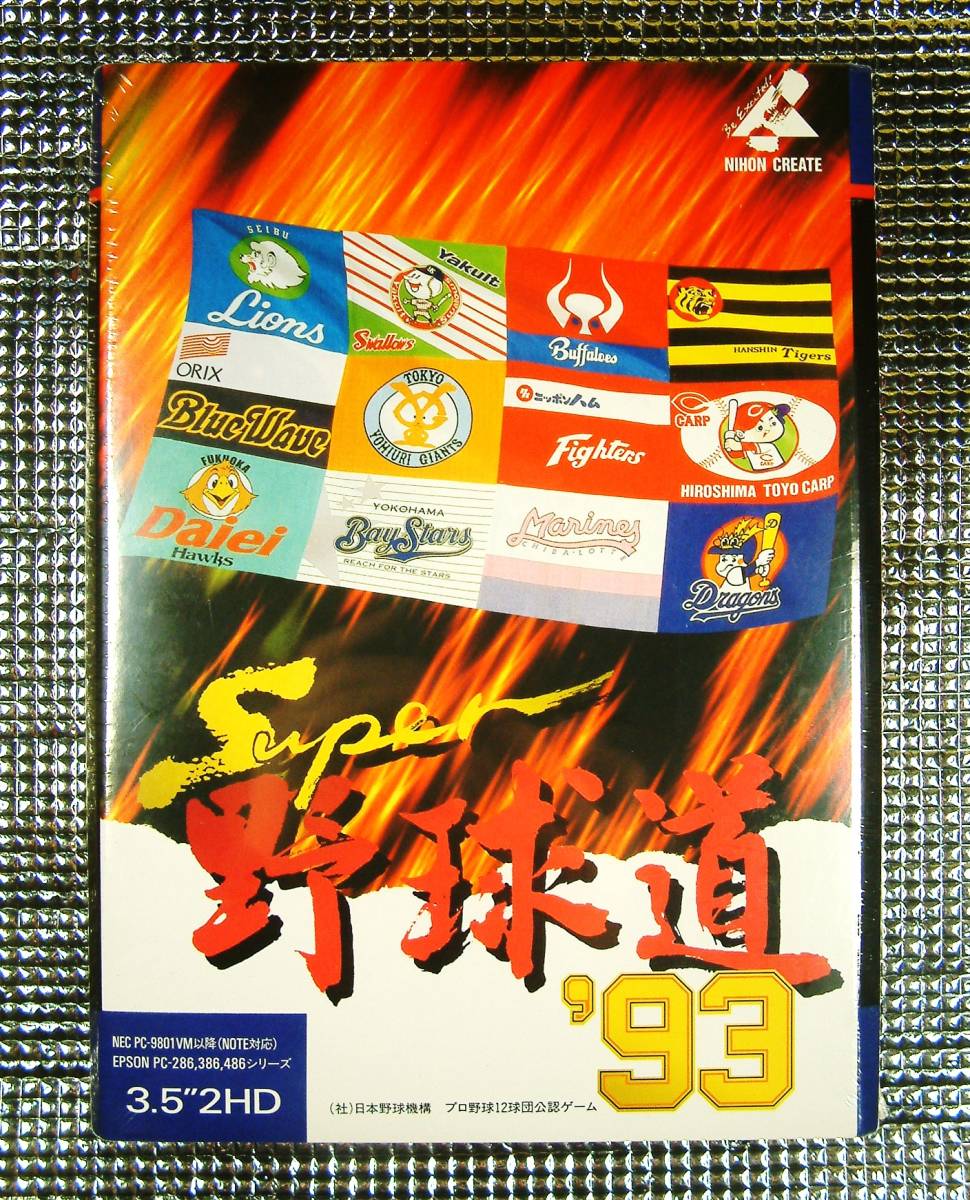 Be Excited!
NIHON CREATE
SEIBU
Lions
Yakult
Swallows
Buffaloes
HANSHIN Tigers
ORIX
BlueWave
TOKYO
YOMIURI GIANTS
ニッポンハム
Fighters
CARP
CARP
HIROSHIMA TOYO CARP
FUKUOKA
Daiei
Hawks
YOKOHAMA
BayStars
REACH FOR THE STARS
Marines
CHIBA・LOTTE
D
Dragons
Super
野球道
'93
NEC PC-9801VM以降(NOTE対応)
EPSON PC-286,386,486シリーズ
3.5"2HD
(社)日本野球機構 プロ野球12球団公認ゲーム